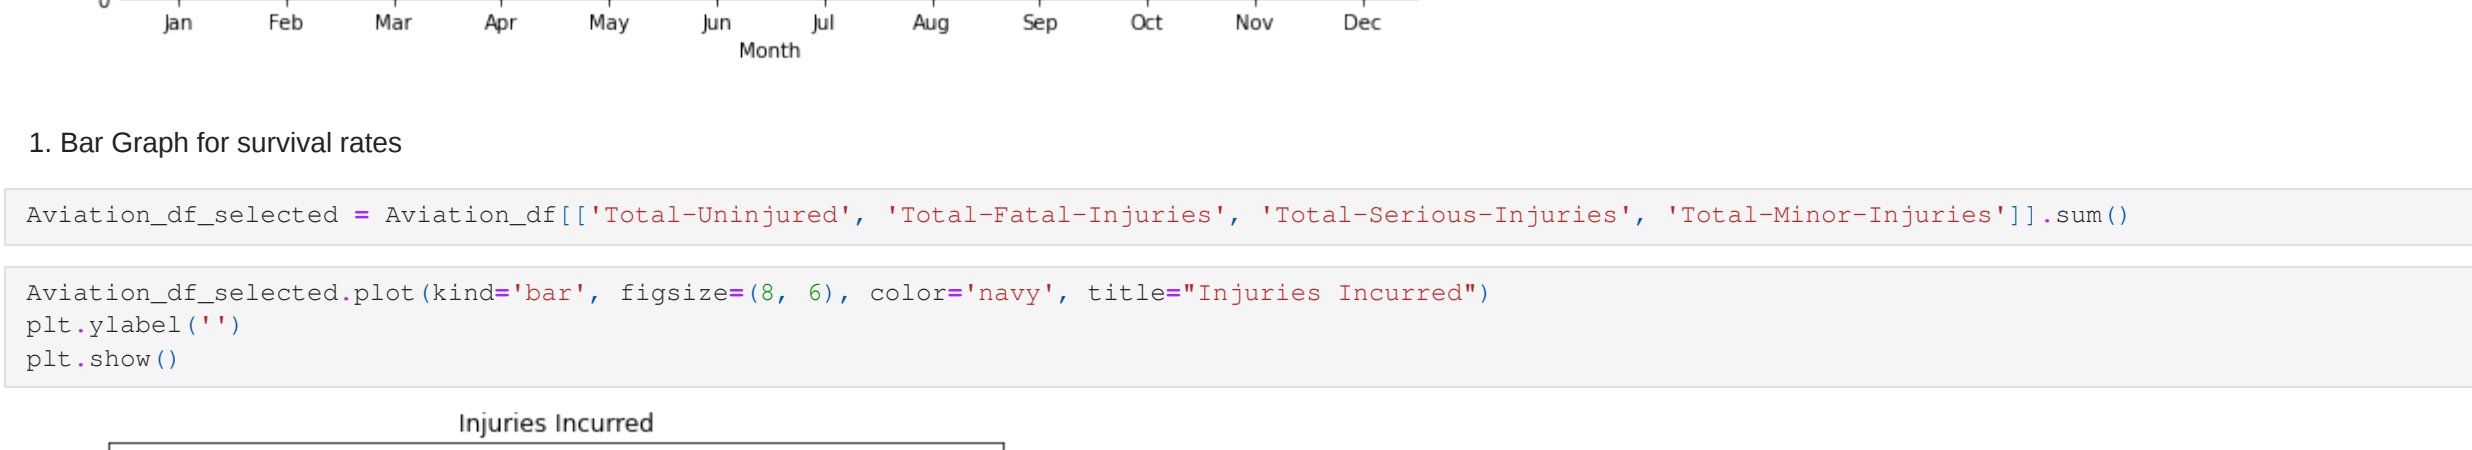 0
Jan Feb Mar Apr May Jun Jul Aug Sep Oct Nov Dec
Month
1. Bar Graph for survival rates
Aviation_df_selected = Aviation_df[['Total-Uninjured', 'Total-Fatal-Injuries', 'Total-Serious-Injuries', 'Total-Minor-Injuries']].sum()
Aviation_df_selected.plot(kind='bar', figsize=(8, 6), color='navy', title="Injuries Incurred")
plt.ylabel('')
plt.show()
Injuries Incurred